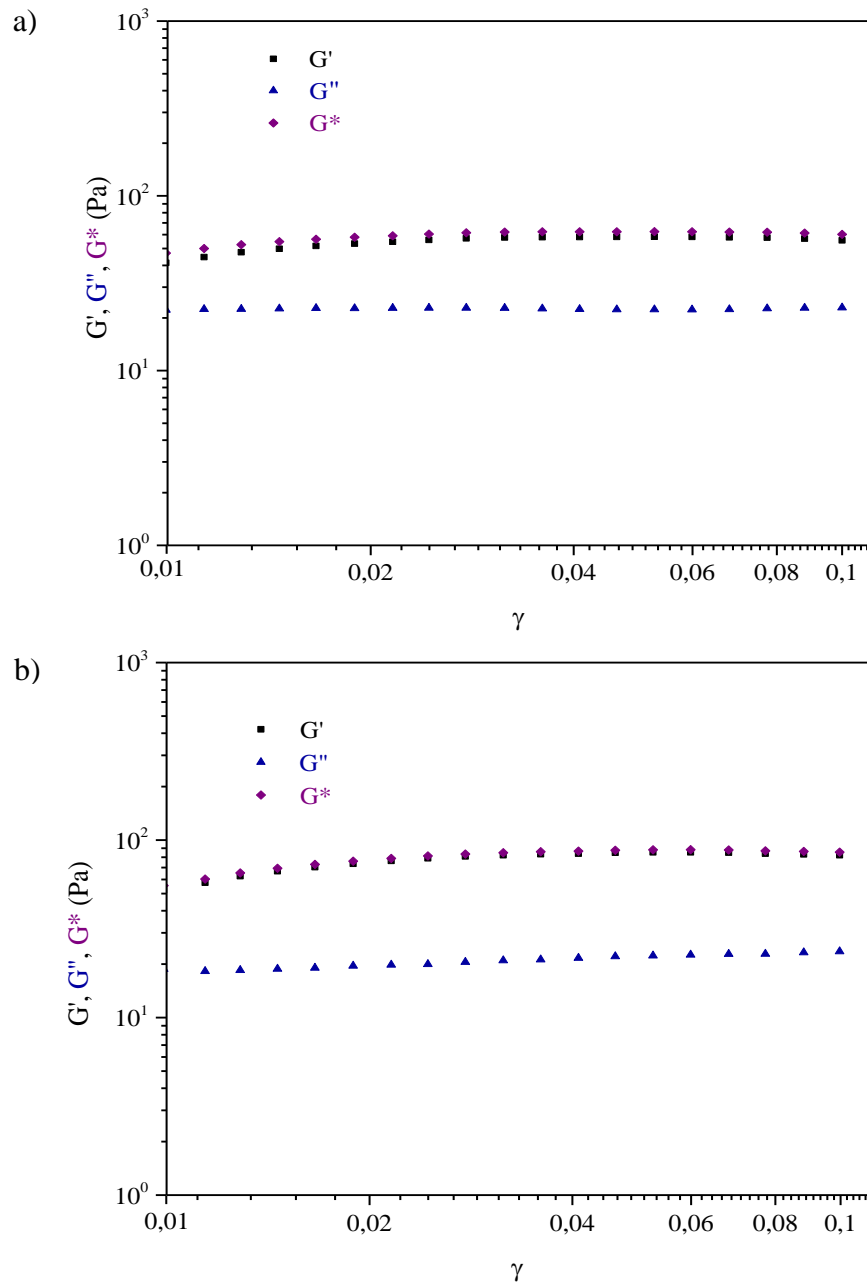 a)
10³
G'
G"
G*
10²
G', G", G* (Pa)
10¹
10⁰
0,01 0,02 0,04 0,06 0,08 0,1
γ
b)
10³
G'
G"
G*
10²
G', G", G* (Pa)
10¹
10⁰
0,01 0,02 0,04 0,06 0,08 0,1
γ